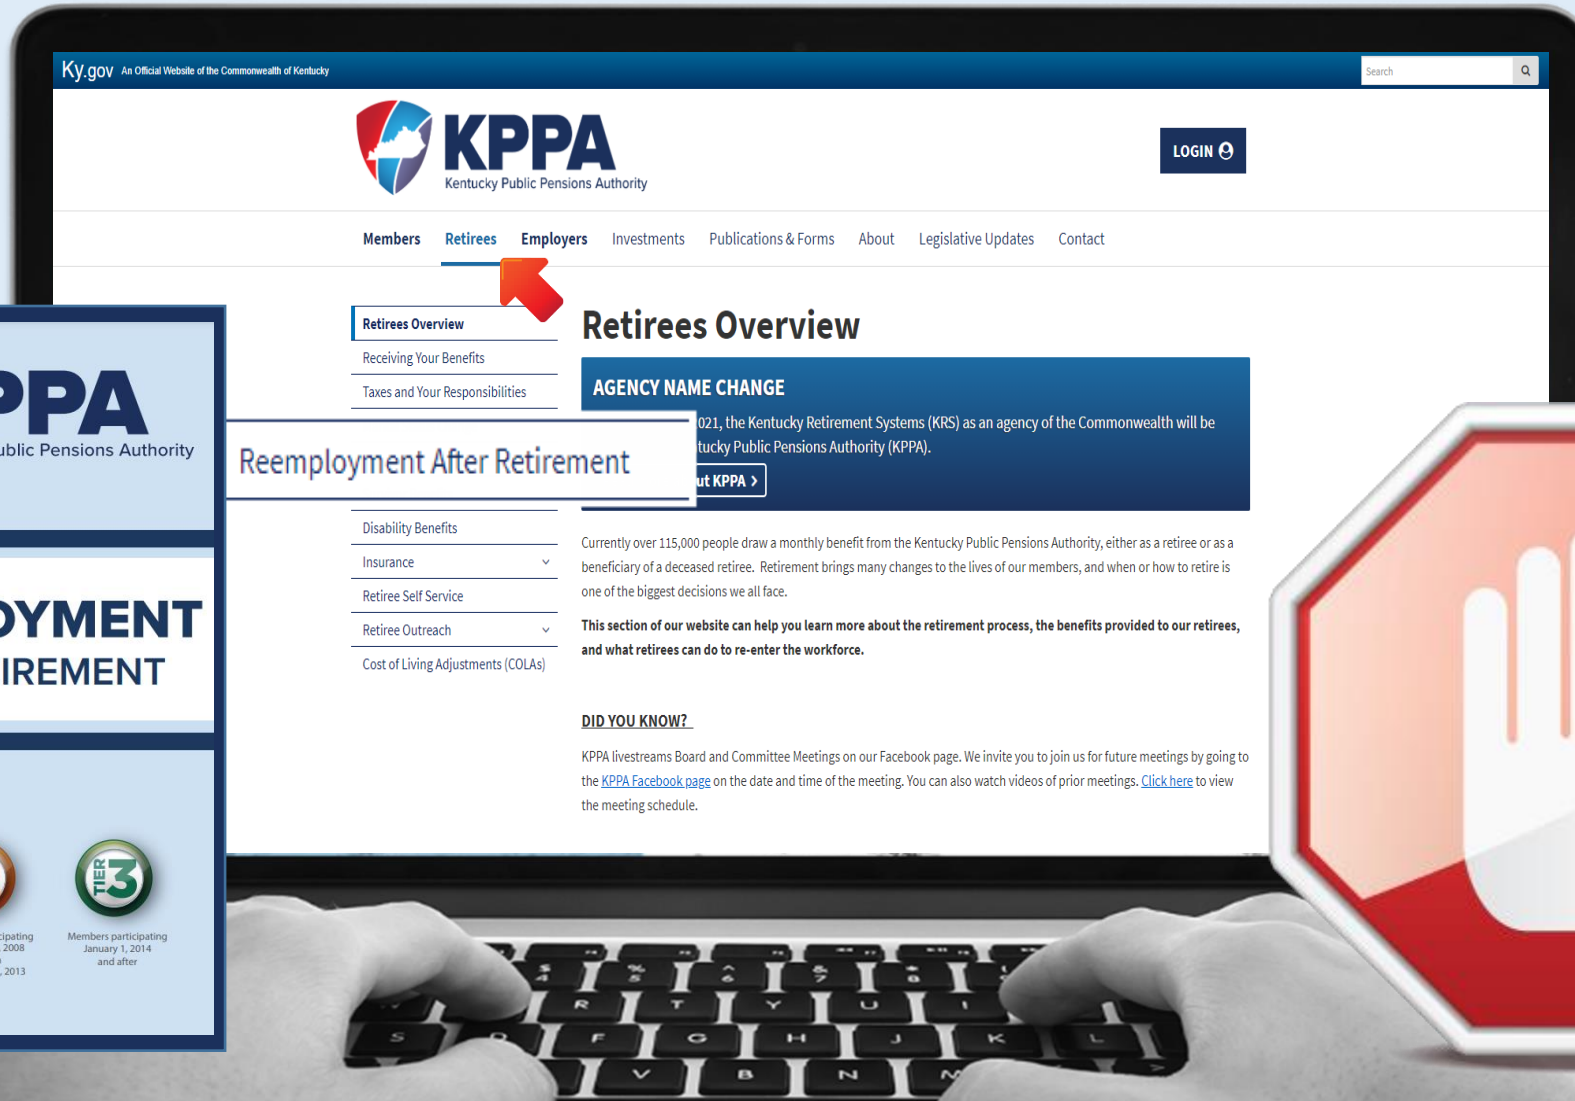 Ky.gov An Official Website of the Commonwealth of Kentucky
Search
KPPA
Kentucky Public Pensions Authority
LOGIN
Members Retirees Employers Investments Publications & Forms About Legislative Updates Contact
Retirees Overview
Receiving Your Benefits
Taxes and Your Responsibilities
Reemployment After Retirement
Disability Benefits
Insurance
Retiree Self Service
Retiree Outreach
Cost of Living Adjustments (COLAs)
Retirees Overview
AGENCY NAME CHANGE
021, the Kentucky Retirement Systems (KRS) as an agency of the Commonwealth will be
tucky Public Pensions Authority (KPPA).
ut KPPA >
Currently over 115,000 people draw a monthly benefit from the Kentucky Public Pensions Authority, either as a retiree or as a
beneficiary of a deceased retiree. Retirement brings many changes to the lives of our members, and when or how to retire is
one of the biggest decisions we all face.
This section of our website can help you learn more about the retirement process, the benefits provided to our retirees,
and what retirees can do to re-enter the workforce.
DID YOU KNOW?
KPPA livestreams Board and Committee Meetings on our Facebook page. We invite you to join us for future meetings by going to
the KPPA Facebook page on the date and time of the meeting. You can also watch videos of prior meetings. Click here to view
the meeting schedule.
PPA
ublic Pensions Authority
OYMENT
IREMENT
TIER 3
cipating
, 2008
, 2013
Members participating
January 1, 2014
and after
$ 4
% 5
^ 6
& 7
* 8
R T Y U I
S D F G H J K L
V B N M